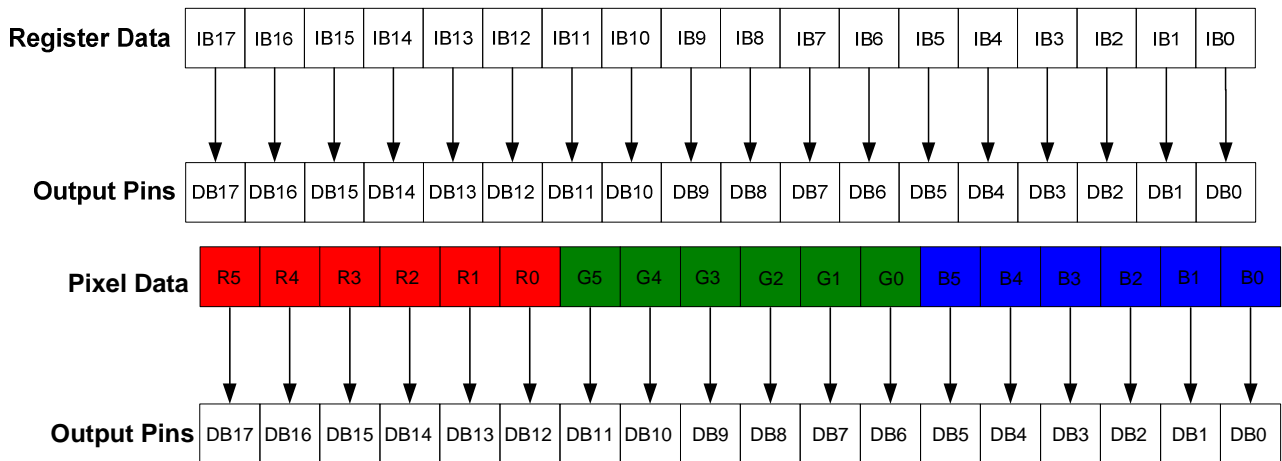 Register Data IB17 IB16 IB15 IB14 IB13 IB12 IB11 IB10 IB9 IB8 IB7 IB6 IB5 IB4 IB3 IB2 IB1 IB0
Output Pins DB17 DB16 DB15 DB14 DB13 DB12 DB11 DB10 DB9 DB8 DB7 DB6 DB5 DB4 DB3 DB2 DB1 DB0
Pixel Data R5 R4 R3 R2 R1 R0 G5 G4 G3 G2 G1 G0 B5 B4 B3 B2 B1 B0
Output Pins DB17 DB16 DB15 DB14 DB13 DB12 DB11 DB10 DB9 DB8 DB7 DB6 DB5 DB4 DB3 DB2 DB1 DB0